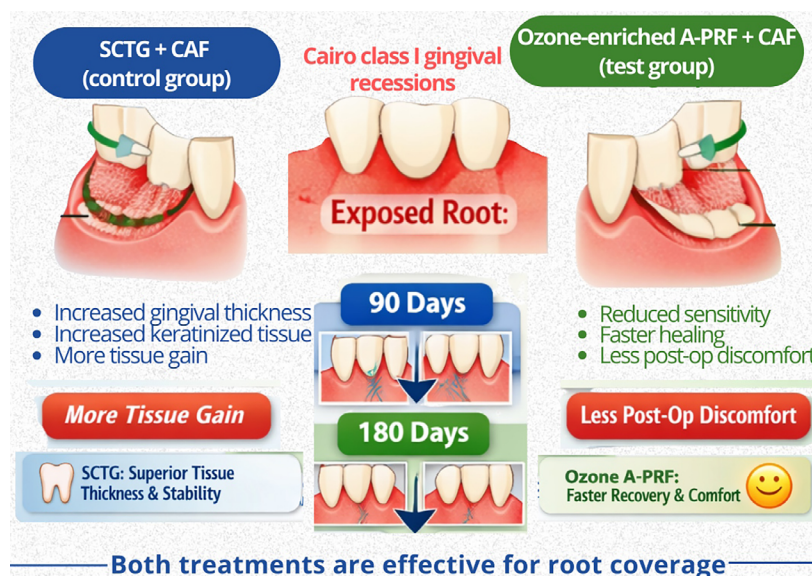 SCTG + CAF
(control group)
Cairo class I gingival
recessions
Ozone-enriched A-PRF + CAF
(test group)
Exposed Root:
• Increased gingival thickness
• Increased keratinized tissue
• More tissue gain
90 Days
• Reduced sensitivity
• Faster healing
• Less post-op discomfort
More Tissue Gain
180 Days
Less Post-Op Discomfort
SCTG: Superior Tissue
Thickness & Stability
Ozone A-PRF:
Faster Recovery & Comfort
Both treatments are effective for root coverage